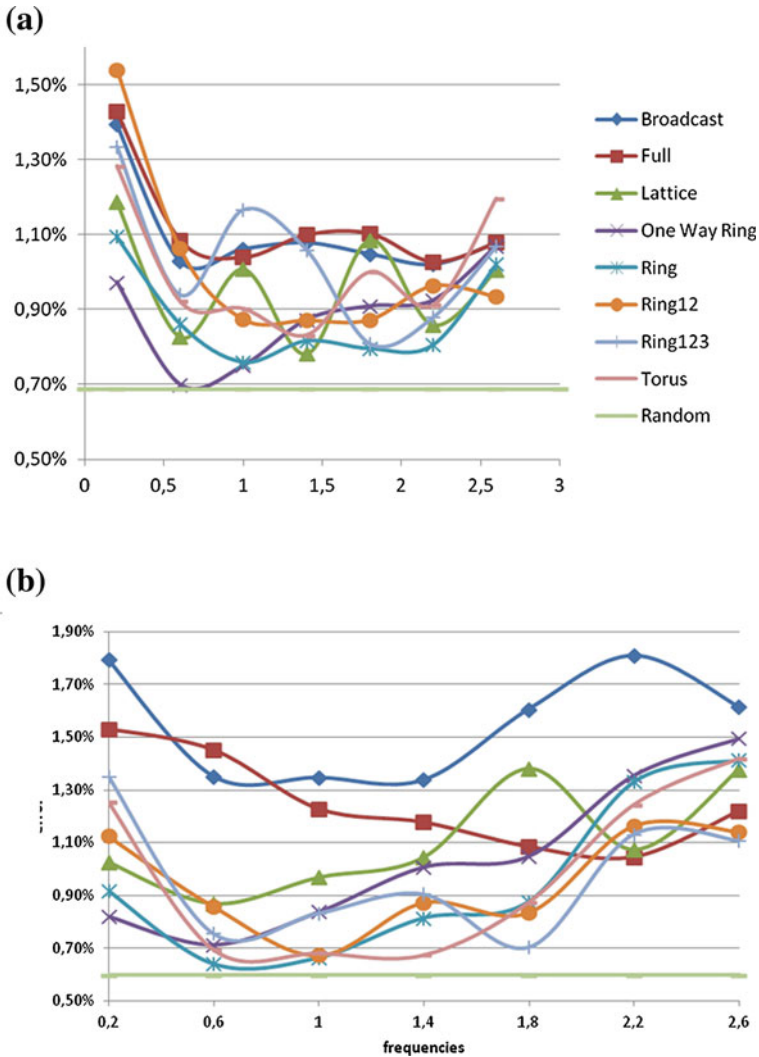 (a)
1,50%
1,30%
1,10%
0,90%
0,70%
0,50%
0 0,5 1 1,5 2 2,5 3
Broadcast
Full
Lattice
One Way Ring
Ring
Ring12
Ring123
Torus
Random
(b)
1,90%
1,70%
1,50%
1,30%
1,10%
0,90%
0,70%
0,50%
0,2 0,6 1 1,4 1,8 2,2 2,6
frequencies